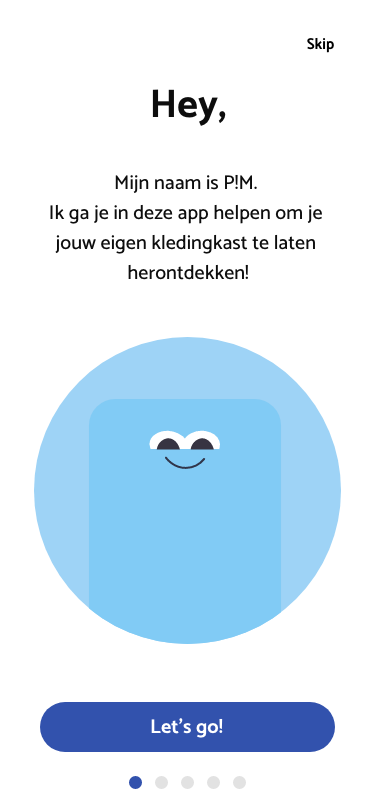 Skip
Hey,
Mijn naam is P!M.
Ik ga je in deze app helpen om je
jouw eigen kledingkast te laten
herontdekken!
Let's go!